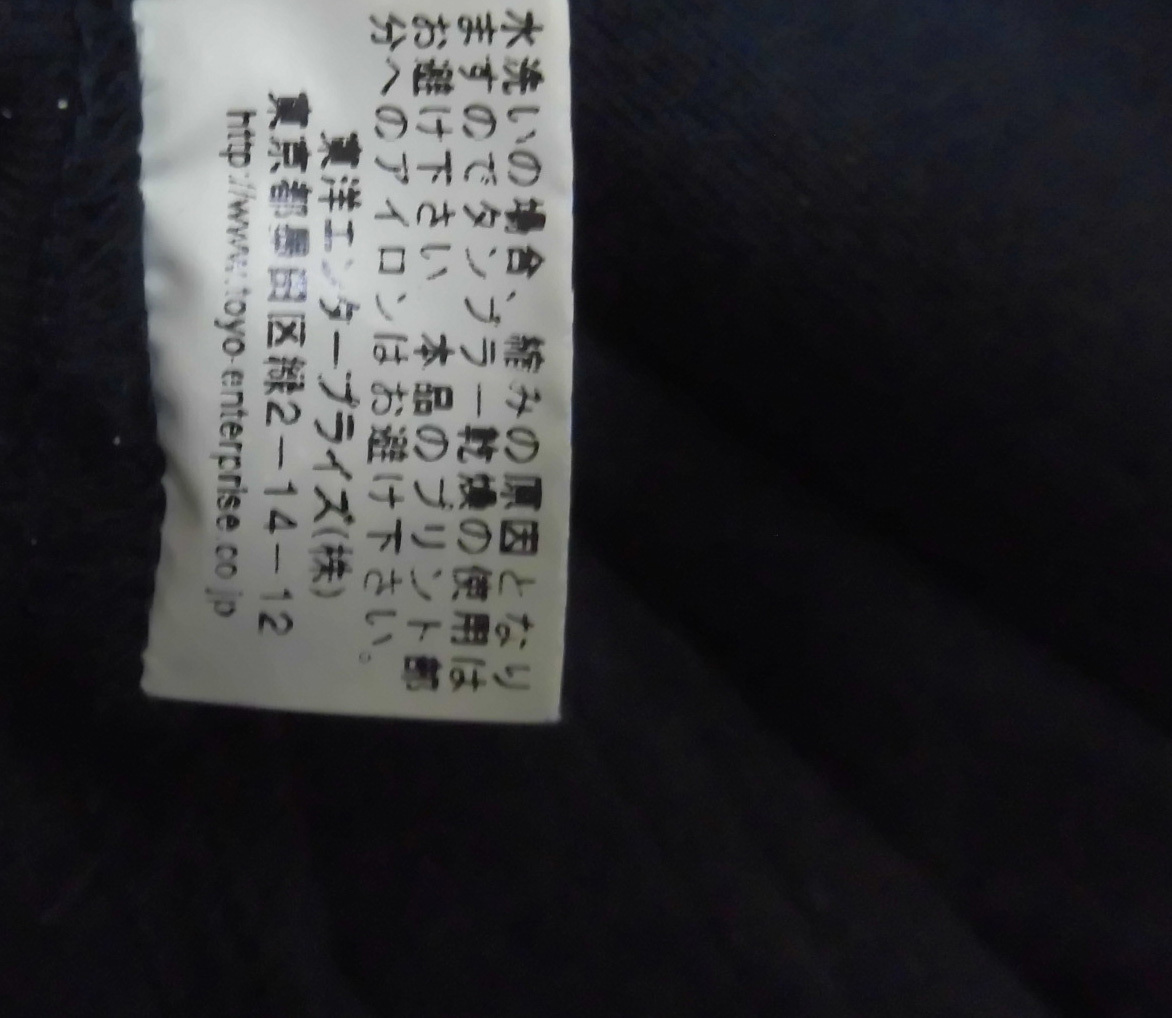 水洗いの場合、縮みの原因となり
ますのでタンブラー乾燥の使用は
お避け下さい 本品のプリント部
分へのアイロンはお避け下さい。
東洋エンタープライズ(株)
東京都墨田区緑2-14-12
http://www.toyo-enterprise.co.jp